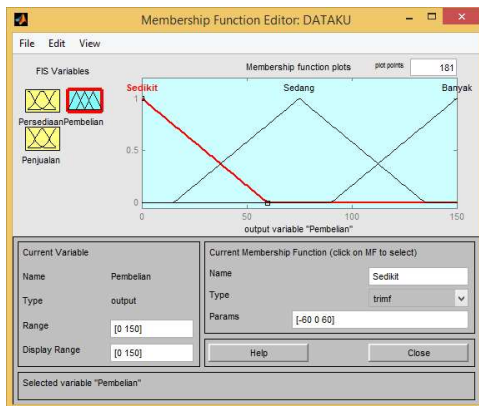 Membership Function Editor: DATAKU
File Edit View
FIS Variables
Persediaan Pembelian
Penjualan
Membership function plots
plot points:
181
Sedikit
Sedang
Banyak
1
0.5
0
0 50 100 150
output variable "Pembelian"
Current Variable
Name Pembelian
Type output
Range [0 150]
Display Range [0 150]
Current Membership Function (click on MF to select)
Name Sedikit
Type trimf
Params [-60 0 60]
Help
Close
Selected variable "Pembelian"